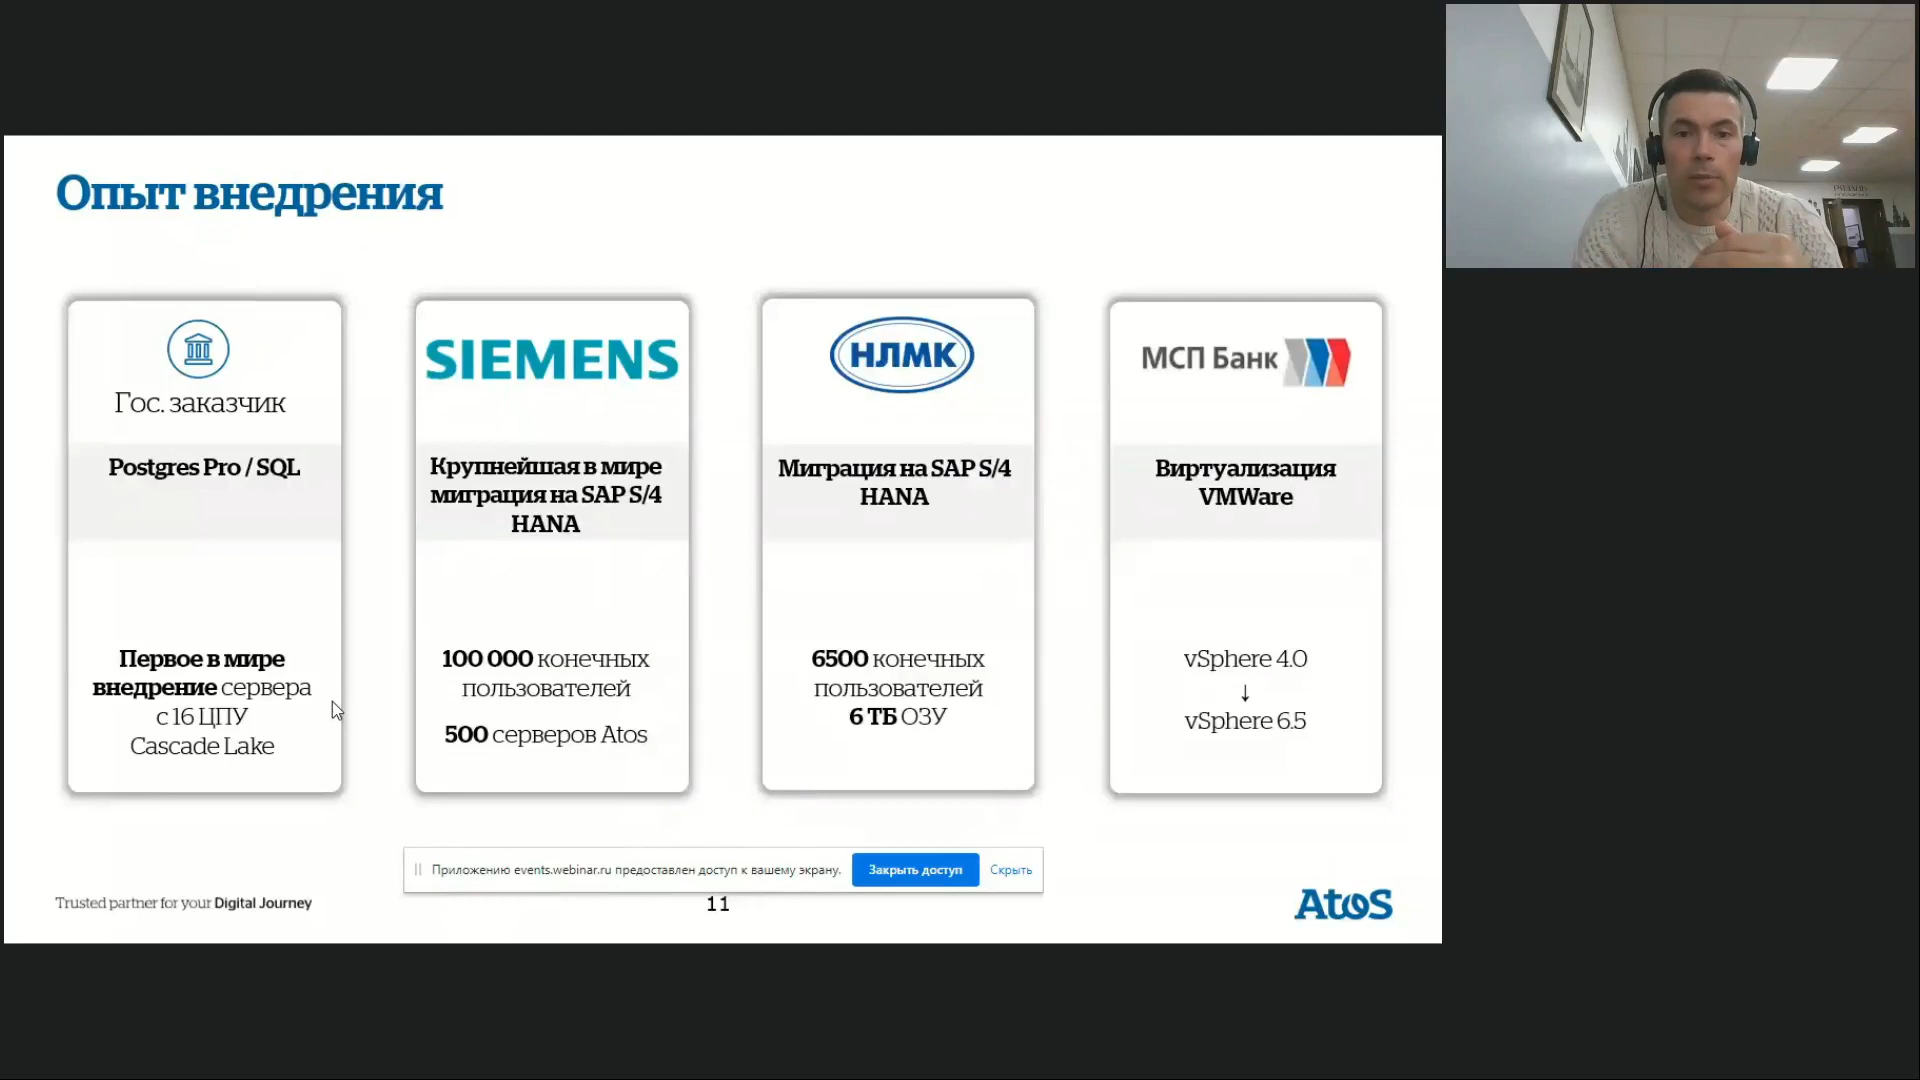 Опыт внедрения
Гос. заказчик
Postgres Pro / SQL
Первое в мире
внедрение сервера
с 16 ЦПУ
Cascade Lake
SIEMENS
Крупнейшая в мире
миграция на SAP S/4
HANA
100 000 конечных
пользователей
500 серверов Atos
НЛМК
Миграция на SAP S/4
HANA
6500 конечных
пользователей
6 ТБ ОЗУ
МСП Банк
Виртуализация
VMWare
vSphere 4.0
↓
vSphere 6.5
Приложению events.webinar.ru предоставлен доступ к вашему экрану. Закрыть доступ Скрыть
Trusted partner for your Digital Journey
11
Atos